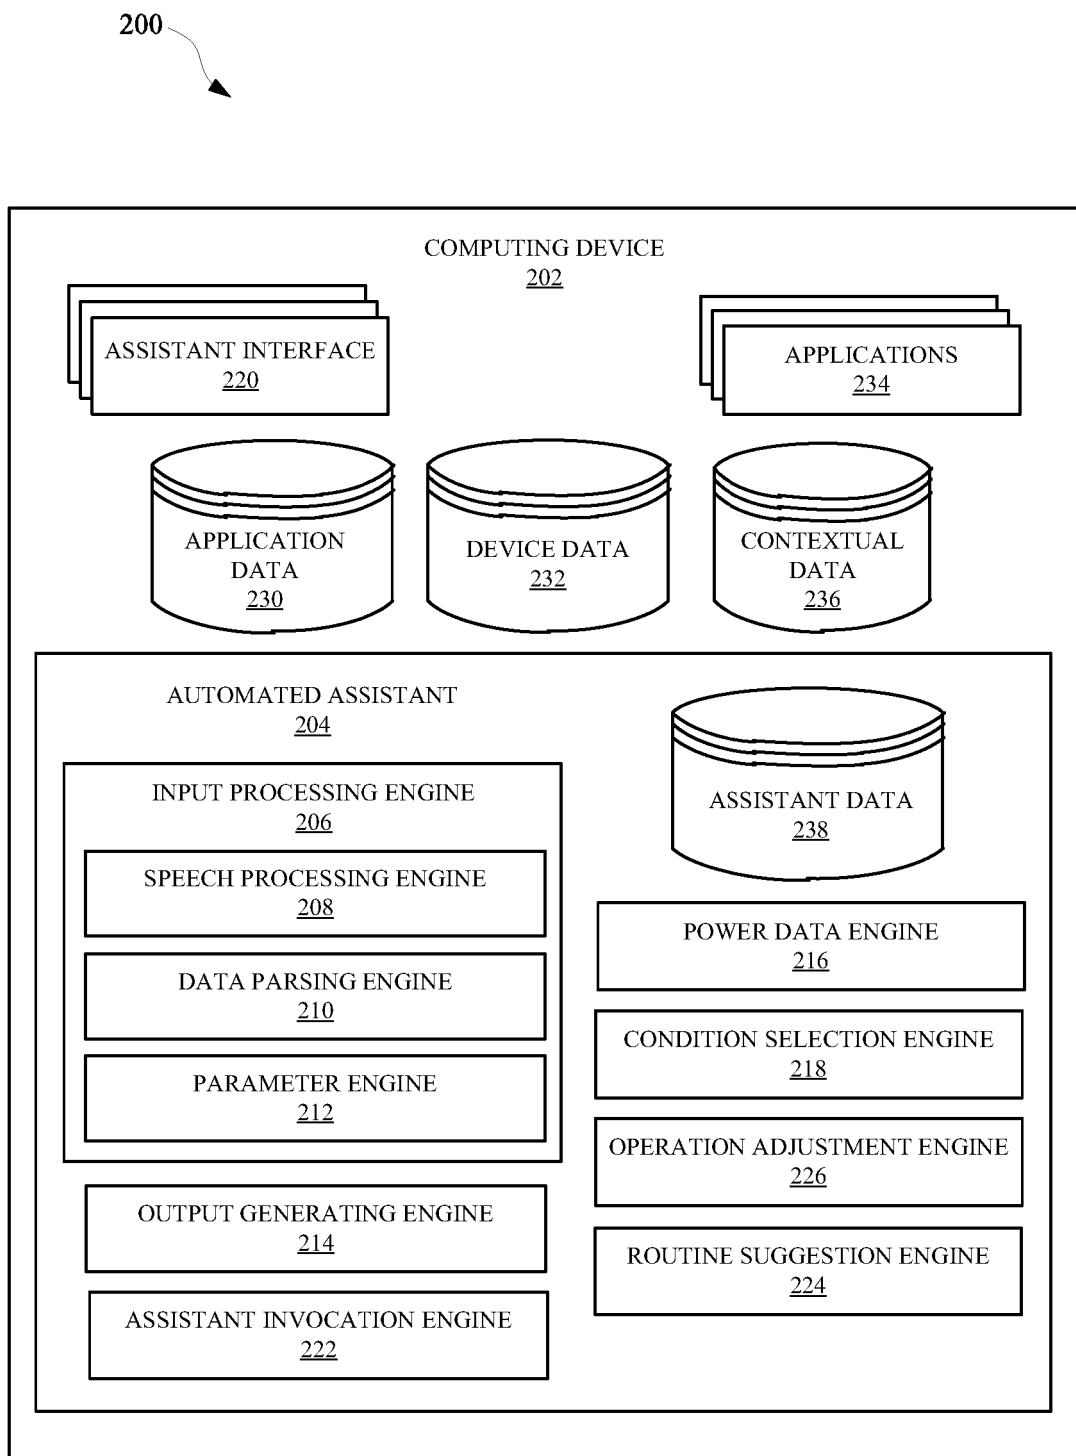 200
COMPUTING DEVICE
202
ASSISTANT INTERFACE
220
APPLICATIONS
234
APPLICATION
DATA
230
DEVICE DATA
232
CONTEXTUAL
DATA
236
AUTOMATED ASSISTANT
204
INPUT PROCESSING ENGINE
206
SPEECH PROCESSING ENGINE
208
DATA PARSING ENGINE
210
PARAMETER ENGINE
212
OUTPUT GENERATING ENGINE
214
ASSISTANT INVOCATION ENGINE
222
ASSISTANT DATA
238
POWER DATA ENGINE
216
CONDITION SELECTION ENGINE
218
OPERATION ADJUSTMENT ENGINE
226
ROUTINE SUGGESTION ENGINE
224